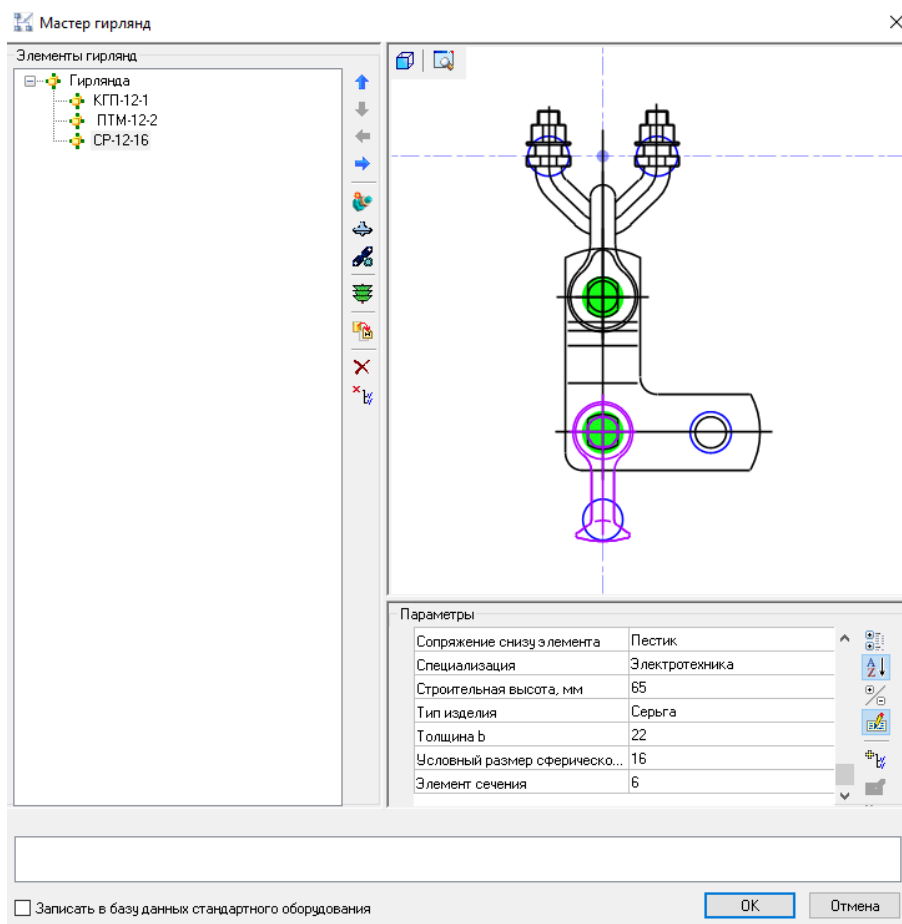 Мастер гирлянд
Элементы гирлянд
Гирлянда
КГП-12-1
ПТМ-12-2
СР-12-16
Параметры
Сопряжение снизу элемента Пестик
Специализация Электротехника
Строительная высота, мм 65
Тип изделия Серьга
Толщина b 22
Условный размер сферическо... 16
Элемент сечения 6
Записать в базу данных стандартного оборудования
OK Отмена